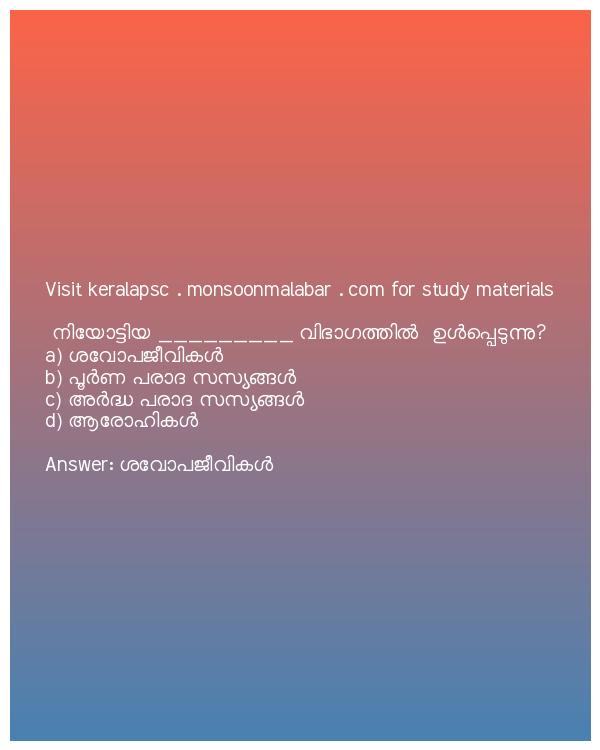 Visit keralapsc . monsoonmalabar . com for study materials
നിയോട്ടിയ _________ വിഭാഗത്തിൽ ഉൾപ്പെടുന്നു?
a) ശവോപജീവികൾ
b) പൂർണ പരാദ സസ്യങ്ങൾ
c) അർദ്ധ പരാദ സസ്യങ്ങൾ
d) ആരോഹികൾ
Answer: ശവോപജീവികൾ